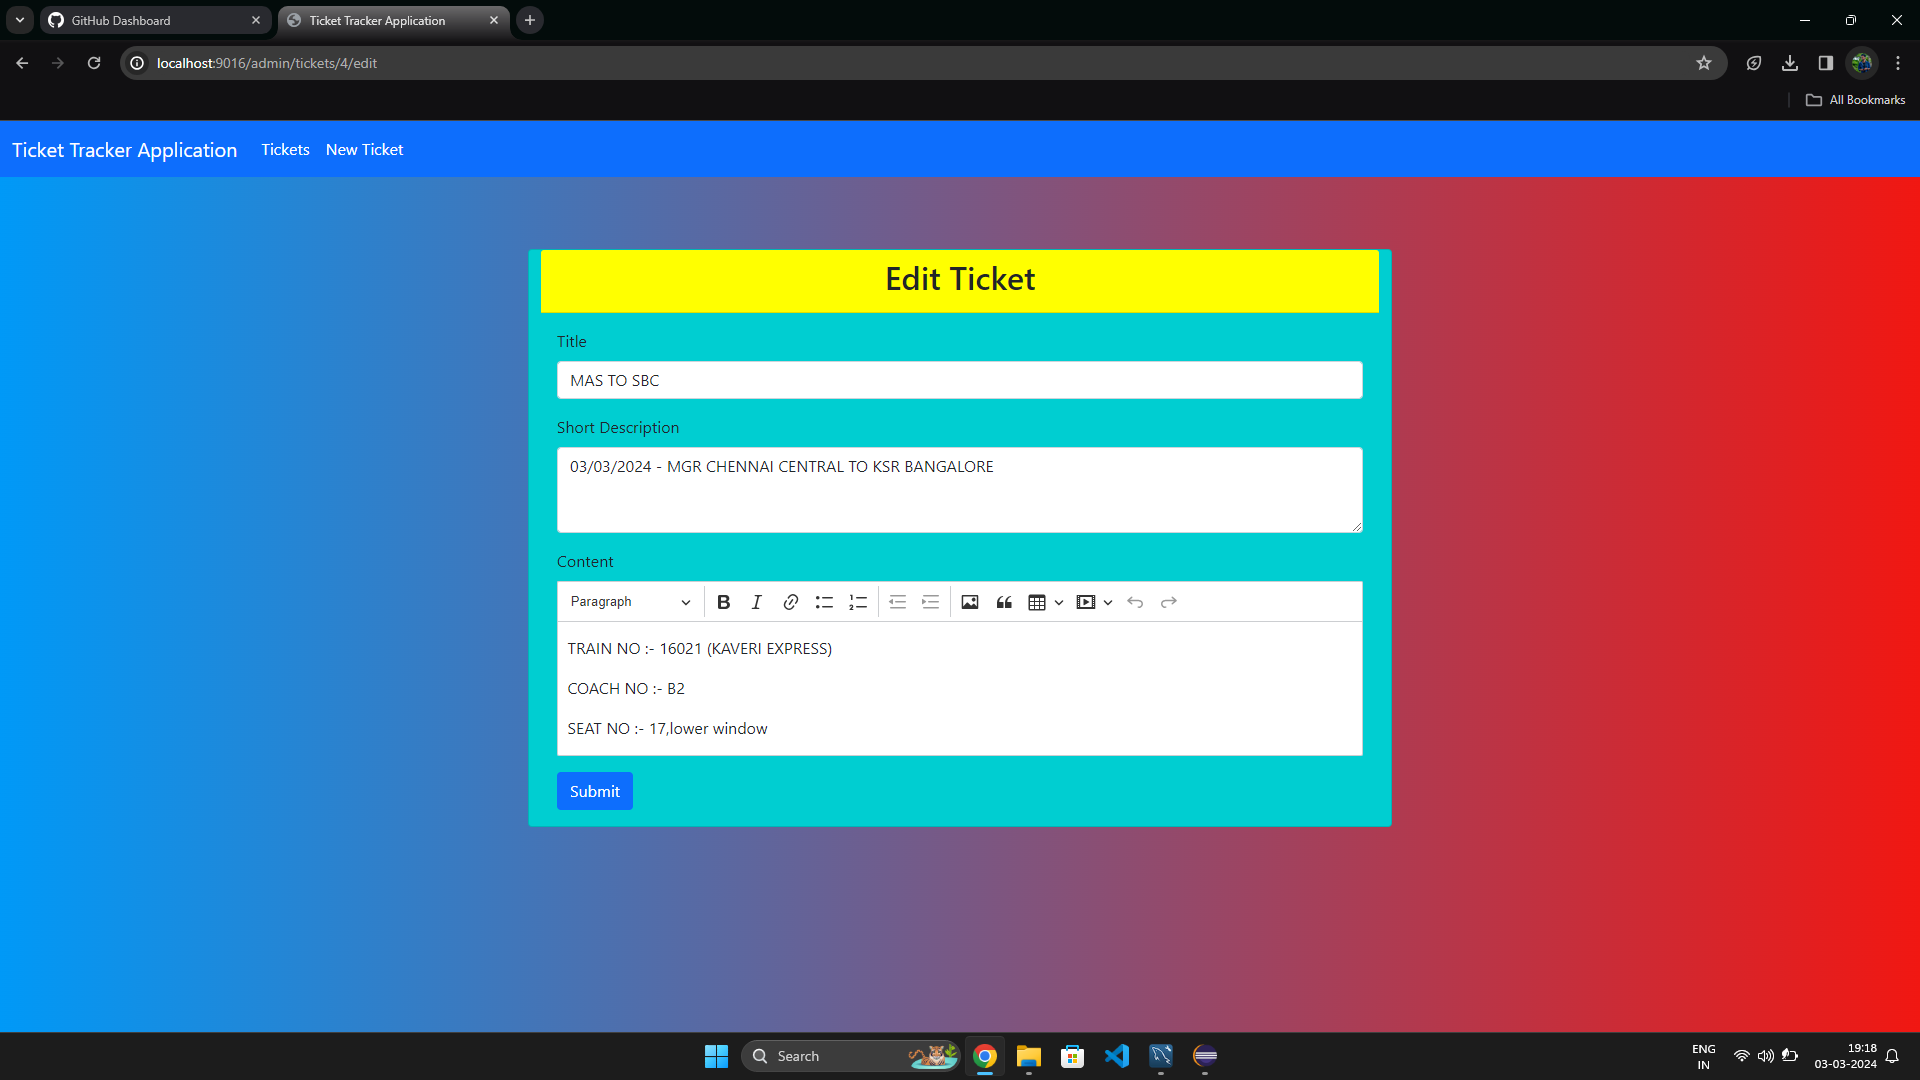 GitHub Dashboard
Ticket Tracker Application
localhost:9016/admin/tickets/4/edit
All Bookmarks
Ticket Tracker Application Tickets New Ticket
Edit Ticket
Title
MAS TO SBC
Short Description
03/03/2024 - MGR CHENNAI CENTRAL TO KSR BANGALORE
Content
Paragraph
TRAIN NO :- 16021 (KAVERI EXPRESS)
COACH NO :- B2
SEAT NO :- 17,lower window
Submit
Search
ENG
IN
19:18
03-03-2024